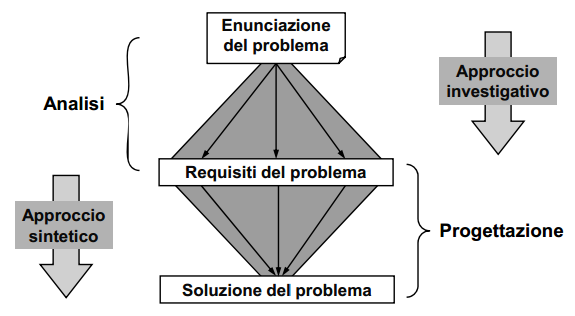 Enunciazione
del problema
Approccio
investigativo
Analisi
Requisiti del problema
Approccio
sintetico
Progettazione
Soluzione del problema